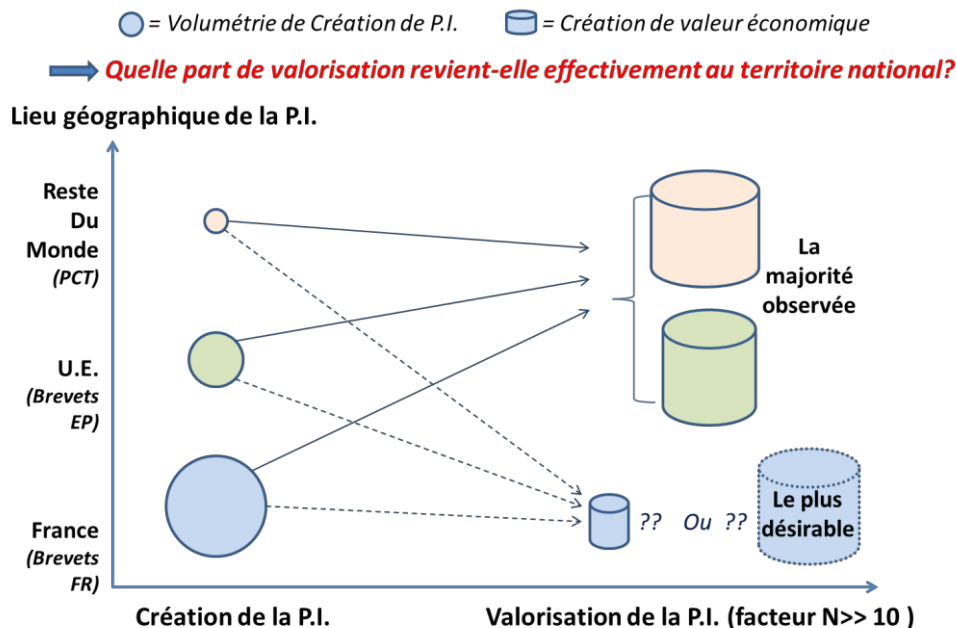 = Volumétrie de Création de P.I.
= Création de valeur économique
Quelle part de valorisation revient-elle effectivement au territoire national?
Lieu géographique de la P.I.
Reste
Du
Monde
(PCT)
La
majorité
observée
U.E.
(Brevets
EP)
France
(Brevets
FR)
?? Ou ??
Le plus
désirable
Création de la P.I.
Valorisation de la P.I. (facteur N>> 10 )